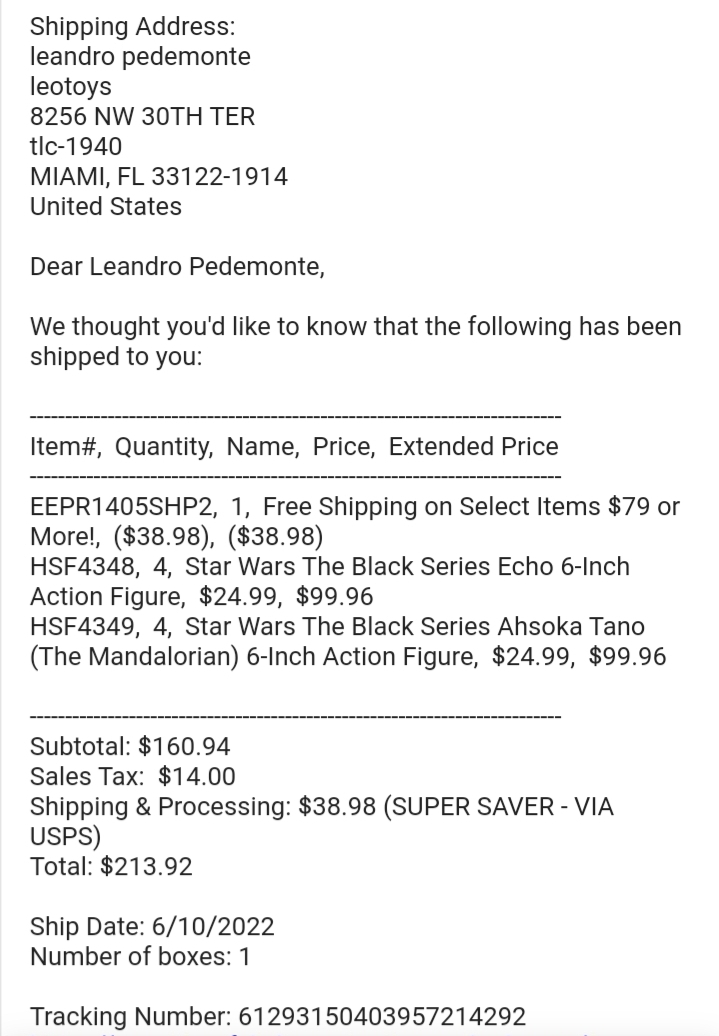 Shipping Address:
leandro pedemonte
leotoys
8256 NW 30TH TER
tlc-1940
MIAMI, FL 33122-1914
United States
Dear Leandro Pedemonte,
We thought you'd like to know that the following has been
shipped to you:
----------------------------------------------------------------------------
Item#,  Quantity,  Name,  Price,  Extended Price
----------------------------------------------------------------------------
EEPR1405SHP2,  1,  Free Shipping on Select Items $79 or
More!,  ($38.98),  ($38.98)
HSF4348,  4,  Star Wars The Black Series Echo 6-Inch
Action Figure,  $24.99,  $99.96
HSF4349,  4,  Star Wars The Black Series Ahsoka Tano
(The Mandalorian) 6-Inch Action Figure,  $24.99,  $99.96
----------------------------------------------------------------------------
Subtotal: $160.94
Sales Tax:  $14.00
Shipping & Processing: $38.98 (SUPER SAVER - VIA
USPS)
Total: $213.92
Ship Date: 6/10/2022
Number of boxes: 1
Tracking Number: 61293150403957214292